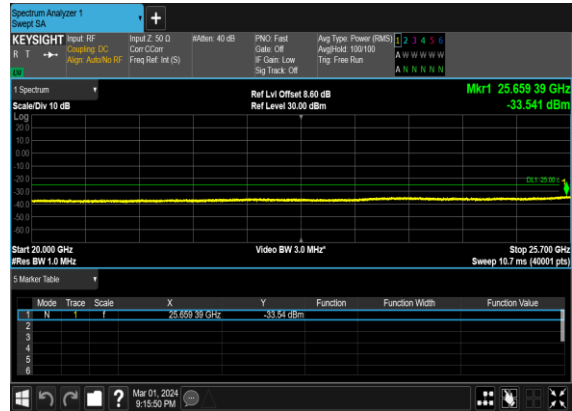 Spectrum Analyzer 1
Swept SA
+
KEYSIGHT Input: RF Input Z: 50 Ω #Atten: 40 dB PNO: Fast Avg Type: Power (RMS) 1 2 3 4 5 6
R T Coupling: DC Corr CCorr Gate: Off Avg|Hold: 100/100 A W W W W W
Align: Auto/No RF Freq Ref: Int (S) IF Gain: Low Trig: Free Run
Sig Track: Off A N N N N N
1 Spectrum Ref Lvl Offset 8.60 dB Mkr1 25.659 39 GHz
Scale/Div 10 dB Ref Level 30.00 dBm -33.541 dBm
Log
20.0
10.0
0.00
-10.0
-20.0
DL1 -25.00
-30.0
-40.0
-50.0
-60.0
Start 20.000 GHz Video BW 3.0 MHz* Stop 25.700 GHz
#Res BW 1.0 MHz Sweep 10.7 ms (40001 pts)
5 Marker Table
Mode Trace Scale X Y Function Function Width Function Value
1 N 1 f 25.659 39 GHz -33.54 dBm
2
3
4
5
6
? Mar 01, 2024
9:15:50 PM